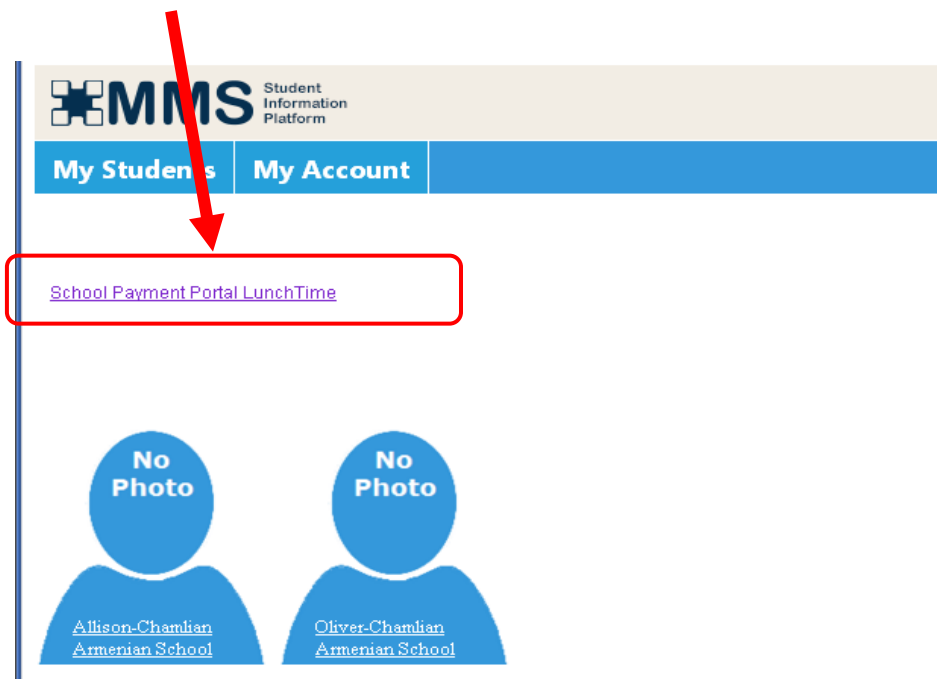 MMS
Student
Information
Platform
My Students
My Account
School Payment Portal LunchTime
No
Photo
No
Photo
Allison-Chamlian
Armenian School
Oliver-Chamlian
Armenian School